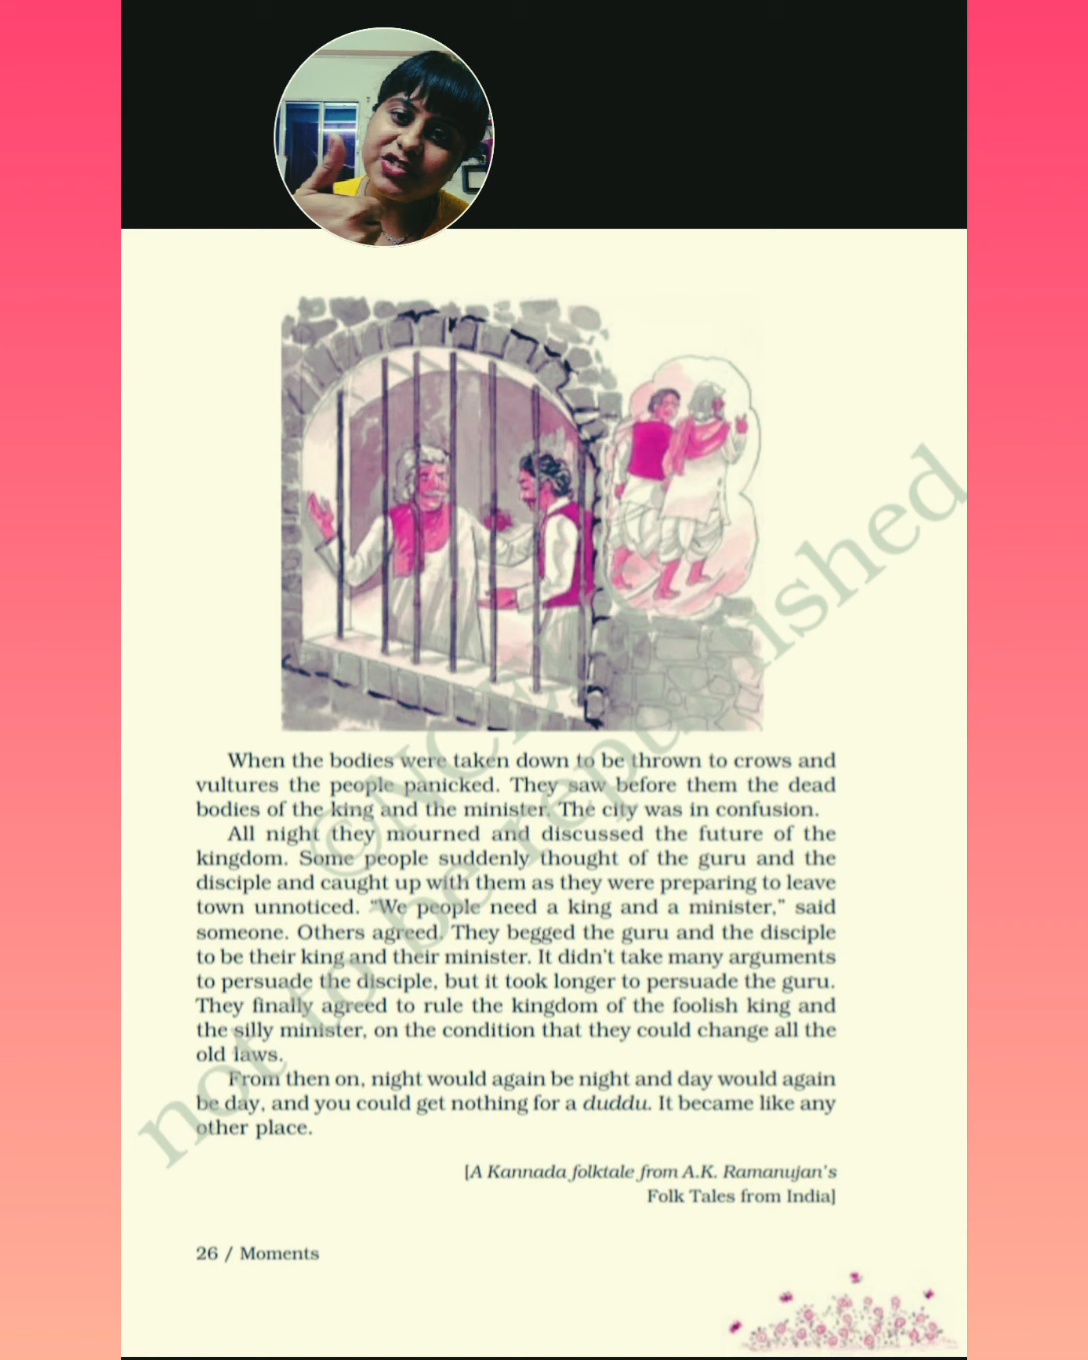 When the bodies were taken down to be thrown to crows and
vultures the people panicked. They saw before them the dead
bodies of the king and the minister. The city was in confusion.
All night they mourned and discussed the future of the
kingdom. Some people suddenly thought of the guru and the
disciple and caught up with them as they were preparing to leave
town unnoticed. "We people need a king and a minister," said
someone. Others agreed. They begged the guru and the disciple
to be their king and their minister. It didn't take many arguments
to persuade the disciple, but it took longer to persuade the guru.
They finally agreed to rule the kingdom of the foolish king and
the silly minister, on the condition that they could change all the
old laws.
From then on, night would again be night and day would again
be day, and you could get nothing for a duddu. It became like any
other place.
[A Kannada folktale from A.K. Ramanujan's
Folk Tales from India]
26 / Moments
not to be republished